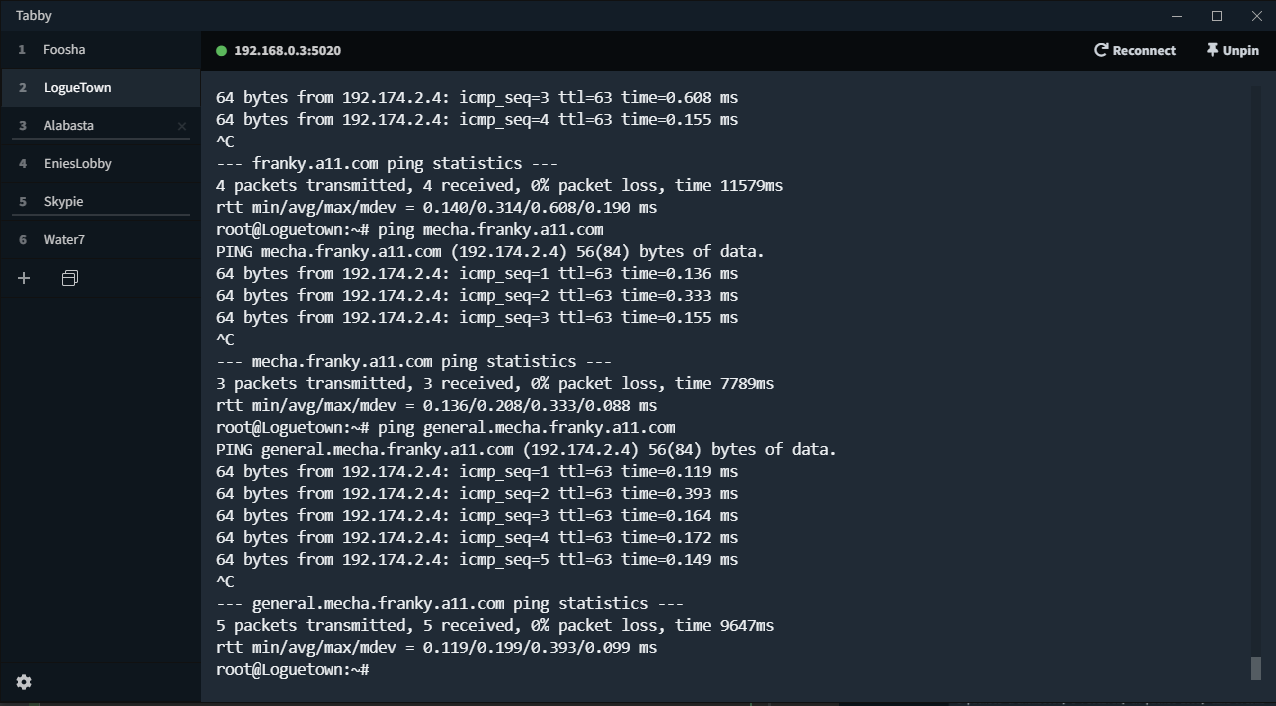 Tabby
1 Foosha
2 LogueTown
3 Alabasta
4 EniesLobby
5 Skypie
6 Water7
192.168.0.3:5020
Reconnect
Unpin
64 bytes from 192.174.2.4: icmp_seq=3 ttl=63 time=0.608 ms
64 bytes from 192.174.2.4: icmp_seq=4 ttl=63 time=0.155 ms
^C
--- franky.a11.com ping statistics ---
4 packets transmitted, 4 received, 0% packet loss, time 11579ms
rtt min/avg/max/mdev = 0.140/0.314/0.608/0.190 ms
root@Loguetown:~# ping mecha.franky.a11.com
PING mecha.franky.a11.com (192.174.2.4) 56(84) bytes of data.
64 bytes from 192.174.2.4: icmp_seq=1 ttl=63 time=0.136 ms
64 bytes from 192.174.2.4: icmp_seq=2 ttl=63 time=0.333 ms
64 bytes from 192.174.2.4: icmp_seq=3 ttl=63 time=0.155 ms
^C
--- mecha.franky.a11.com ping statistics ---
3 packets transmitted, 3 received, 0% packet loss, time 7789ms
rtt min/avg/max/mdev = 0.136/0.208/0.333/0.088 ms
root@Loguetown:~# ping general.mecha.franky.a11.com
PING general.mecha.franky.a11.com (192.174.2.4) 56(84) bytes of data.
64 bytes from 192.174.2.4: icmp_seq=1 ttl=63 time=0.119 ms
64 bytes from 192.174.2.4: icmp_seq=2 ttl=63 time=0.393 ms
64 bytes from 192.174.2.4: icmp_seq=3 ttl=63 time=0.164 ms
64 bytes from 192.174.2.4: icmp_seq=4 ttl=63 time=0.172 ms
64 bytes from 192.174.2.4: icmp_seq=5 ttl=63 time=0.149 ms
^C
--- general.mecha.franky.a11.com ping statistics ---
5 packets transmitted, 5 received, 0% packet loss, time 9647ms
rtt min/avg/max/mdev = 0.119/0.199/0.393/0.099 ms
root@Loguetown:~#